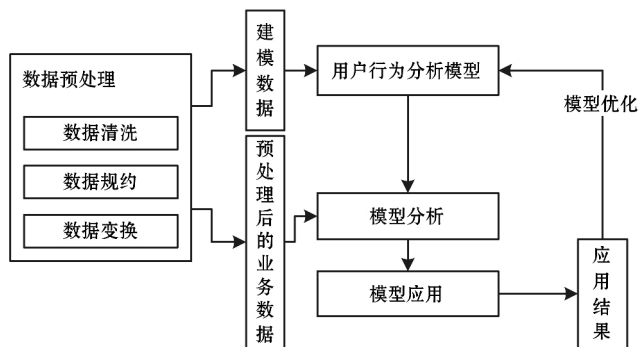 数据预处理
数据清洗
数据规约
数据变换
建模数据
预处理后的业务数据
用户行为分析模型
模型分析
模型应用
模型优化
应用结果